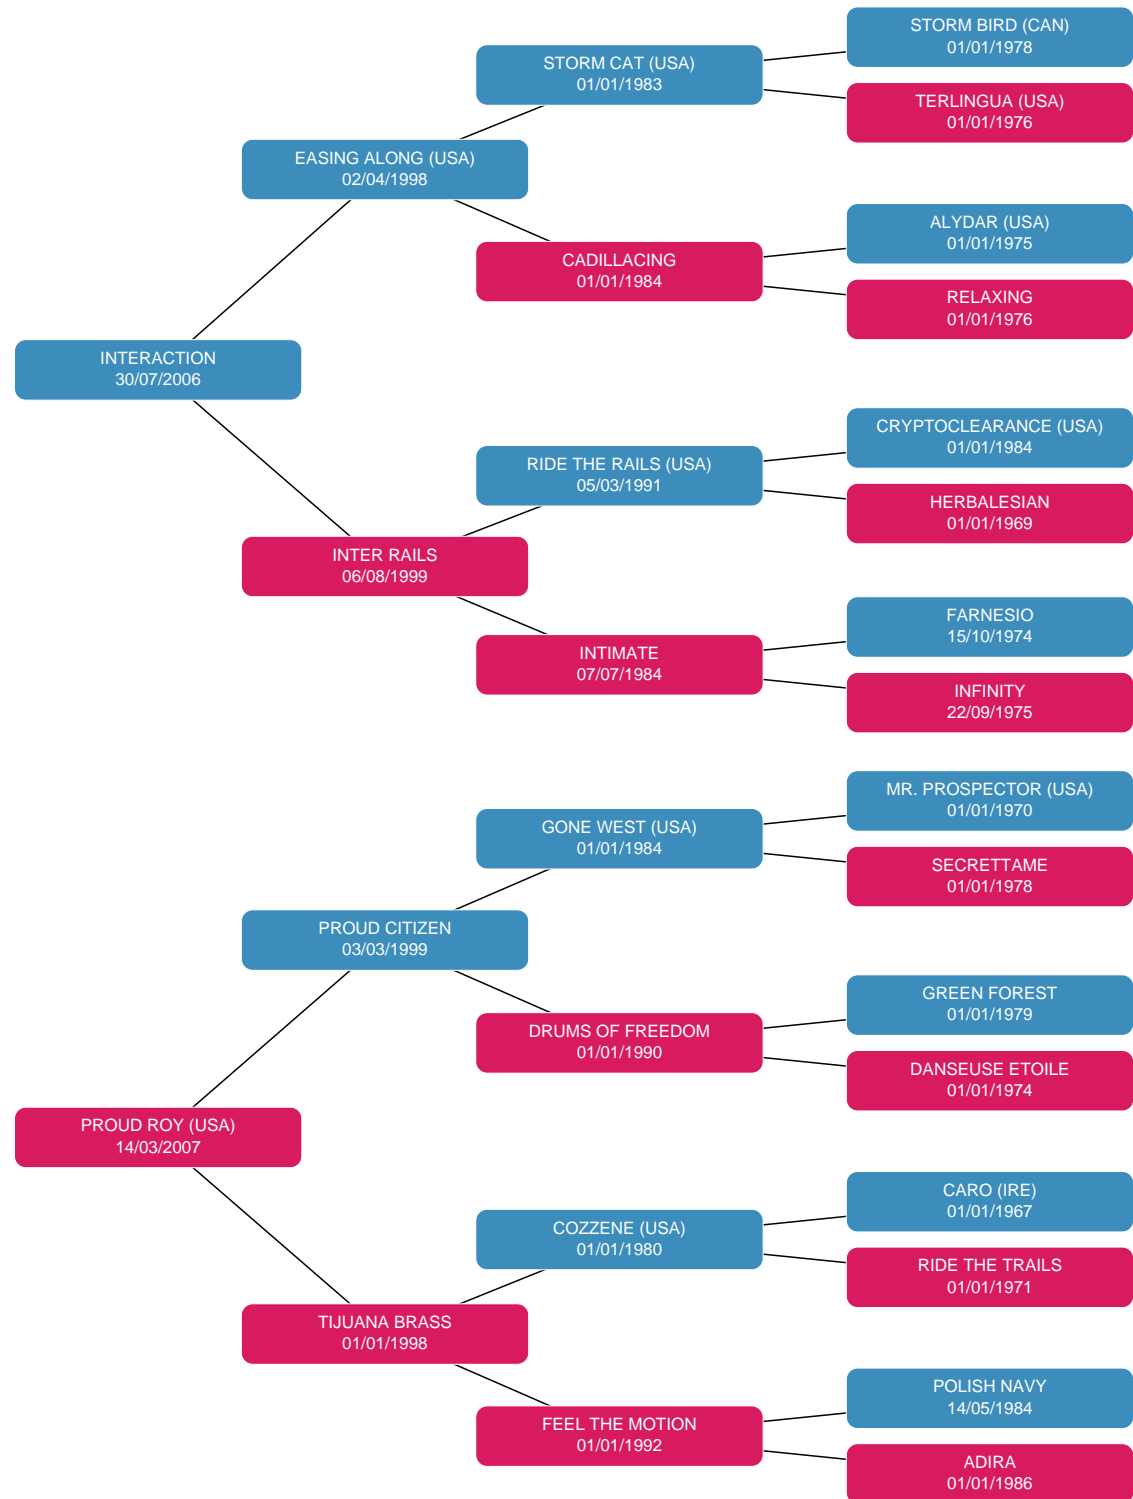 STORM BIRD (CAN)
01/01/1978
STORM CAT (USA)
01/01/1983
TERLINGUA (USA)
01/01/1976
EASING ALONG (USA)
02/04/1998
ALYDAR (USA)
01/01/1975
CADILLACING
01/01/1984
RELAXING
01/01/1976
INTERACTION
30/07/2006
CRYPTOCLEARANCE (USA)
01/01/1984
RIDE THE RAILS (USA)
05/03/1991
HERBALESIAN
01/01/1969
INTER RAILS
06/08/1999
FARNESIO
15/10/1974
INTIMATE
07/07/1984
INFINITY
22/09/1975
MR. PROSPECTOR (USA)
01/01/1970
GONE WEST (USA)
01/01/1984
SECRETTAME
01/01/1978
PROUD CITIZEN
03/03/1999
GREEN FOREST
01/01/1979
DRUMS OF FREEDOM
01/01/1990
DANSEUSE ETOILE
01/01/1974
PROUD ROY (USA)
14/03/2007
CARO (IRE)
01/01/1967
COZZENE (USA)
01/01/1980
RIDE THE TRAILS
01/01/1971
TIJUANA BRASS
01/01/1998
POLISH NAVY
14/05/1984
FEEL THE MOTION
01/01/1992
ADIRA
01/01/1986